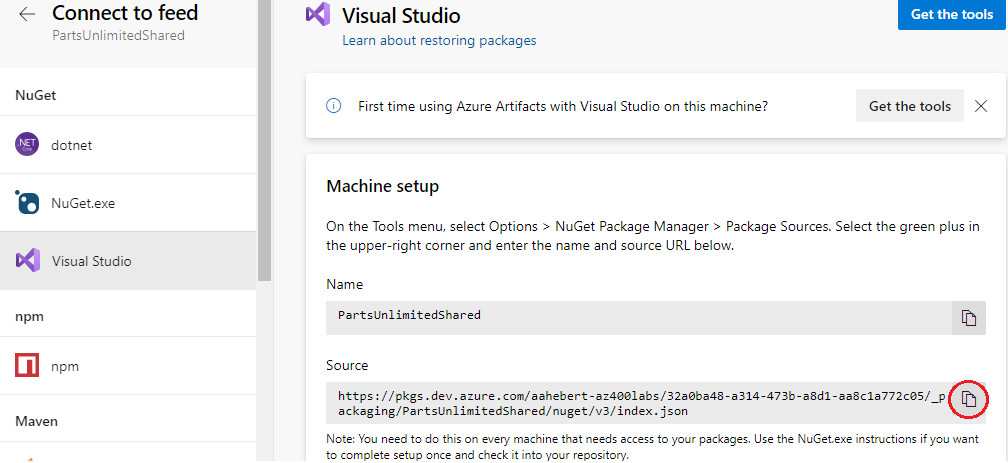 Connect to feed
PartsUnlimitedShared
NuGet
.NET
Core
dotnet
NuGet.exe
Visual Studio
npm
npm
Maven
Visual Studio
Learn about restoring packages
Get the tools
First time using Azure Artifacts with Visual Studio on this machine?
Get the tools
Machine setup
On the Tools menu, select Options > NuGet Package Manager > Package Sources. Select the green plus in
the upper-right corner and enter the name and source URL below.
Name
PartsUnlimitedShared
Source
https://pkgs.dev.azure.com/aahebert-az400labs/32a0ba48-a314-473b-a8d1-aa8c1a772c05/_p
ackaging/PartsUnlimitedShared/nuget/v3/index.json
Note: You need to do this on every machine that needs access to your packages. Use the NuGet.exe instructions if you want
to complete setup once and check it into your repository.